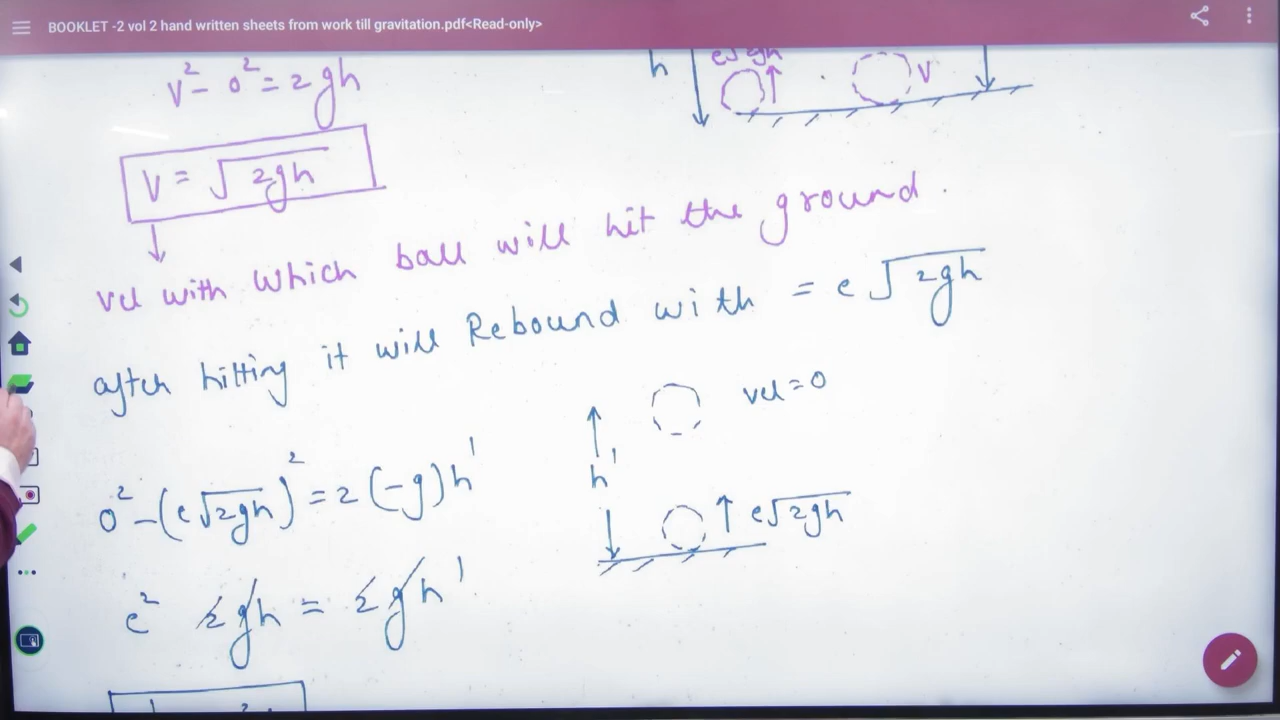 BOOKLET -2 vol 2 hand written sheets from work till gravitation.pdf<Read-only>
v² - 0² = 2gh
h
e√2gh
v
V = √2gh
vel with which ball will hit the ground.
after hitting it will Rebound with = e√2gh
vel = 0
0² - (e√2gh)² = 2(-g)h'
h'
e√2gh
e² 2gh = 2gh'